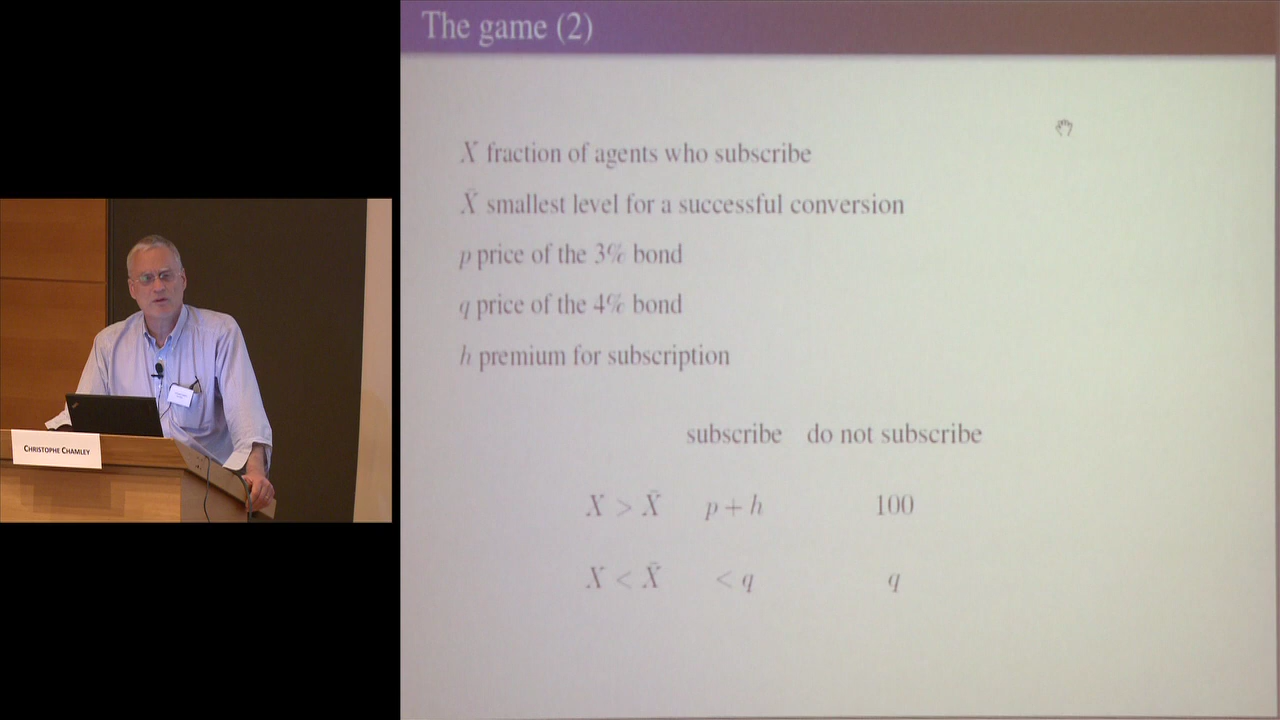 The game (2)
X fraction of agents who subscribe
X̄ smallest level for a successful conversion
p price of the 3% bond
q price of the 4% bond
h premium for subscription
subscribe do not subscribe
X > X̄ p + h 100
X < X̄ < q q
CHRISTOPHE CHAMLEY